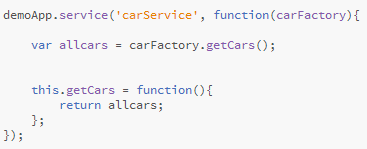 demoApp.service('carService', function(carFactory){
    var allcars = carFactory.getCars();
    this.getCars = function(){
        return allcars;
    };
});